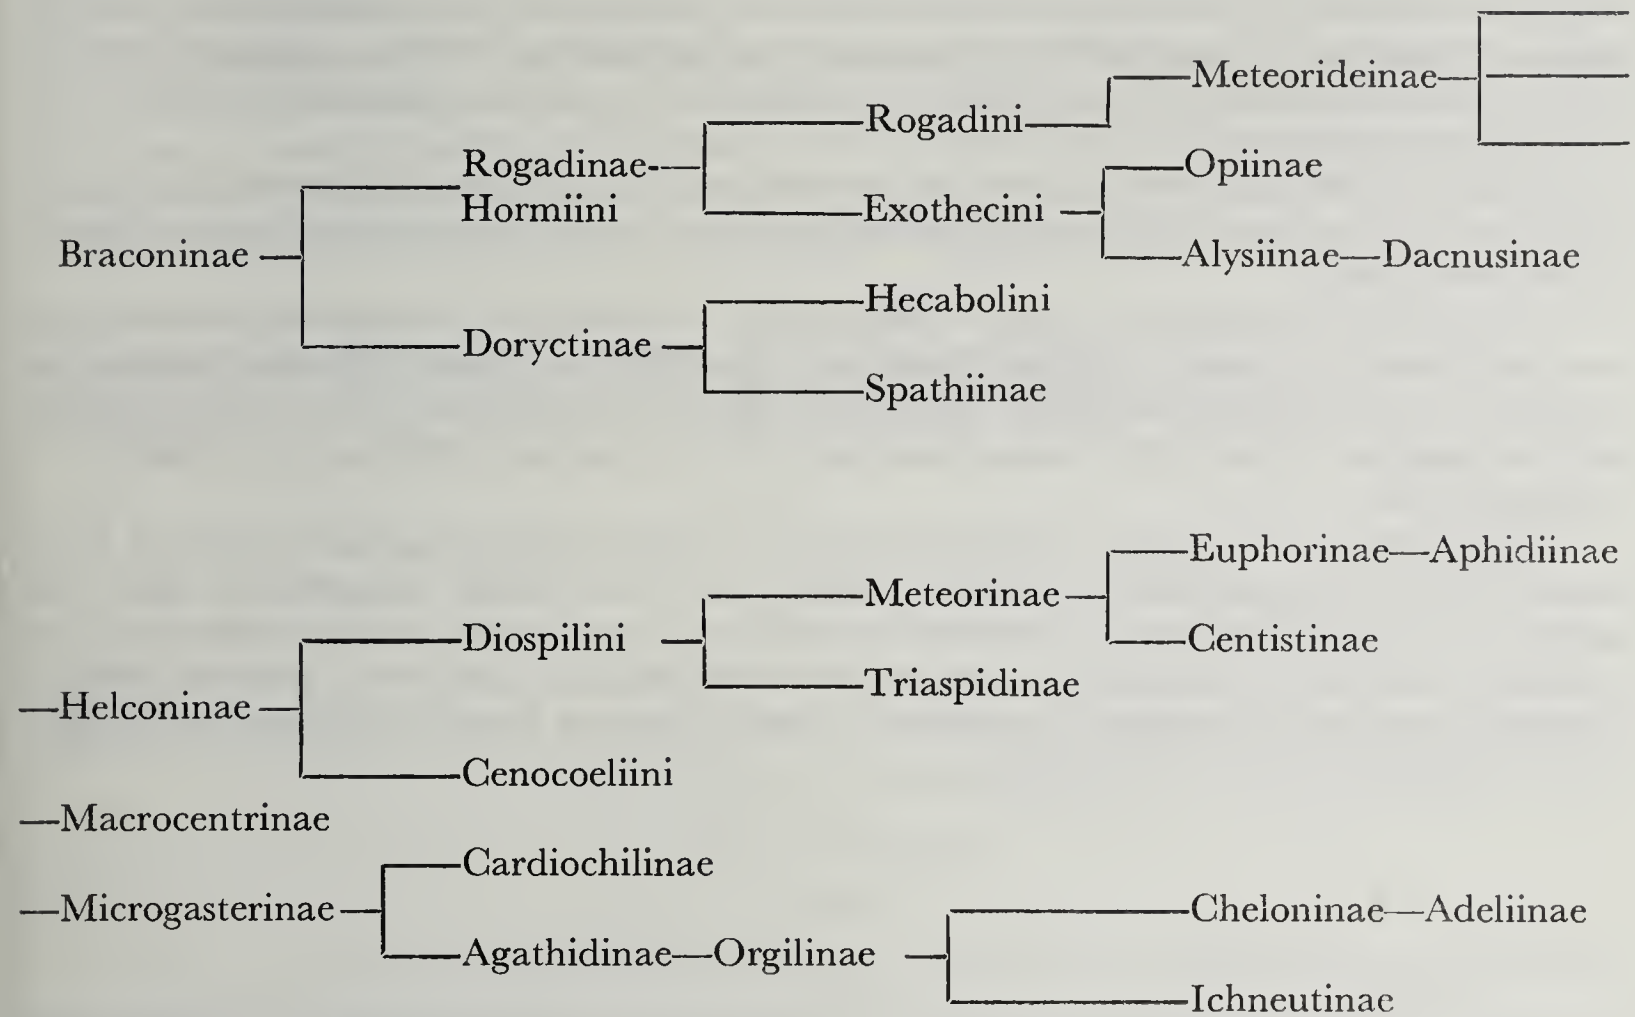 Meteorideinae
Rogadini
Rogadinae
Opiinae
Hormiini
Exothecini
Braconinae
Alysiinae—Dacnusinae
Hecabolini
Doryctinae
Spathiinae
Euphorinae—Aphidiinae
Meteorinae
Diospilini
Centistinae
Triaspidinae
—Helconinae
Cenocoeliini
—Macrocentrinae
Cardiochilinae
—Microgasterinae
Cheloninae—Adeliinae
Agathidinae—Orgilinae
Ichneutinae